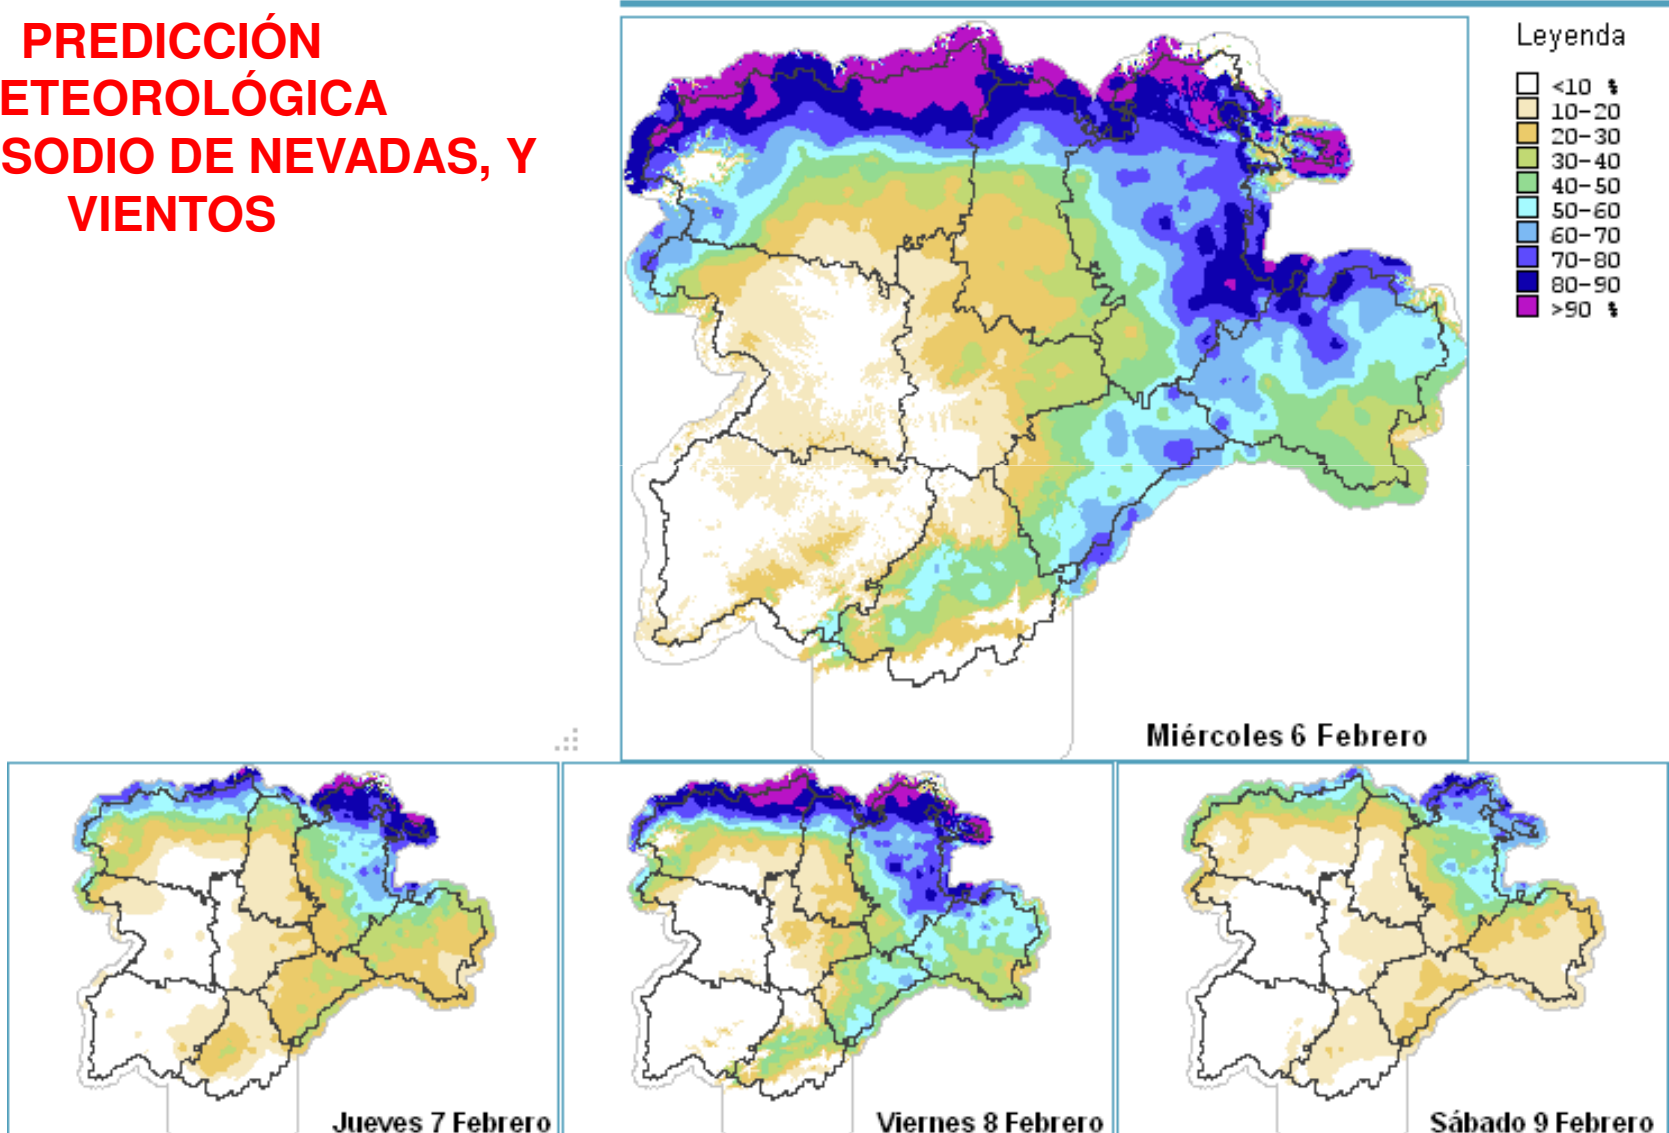 PREDICCIÓN
ETEOROLÓGICA
SODIO DE NEVADAS, Y
VIENTOS
Leyenda
<10 %
10-20
20-30
30-40
40-50
50-60
60-70
70-80
80-90
>90 %
Miércoles 6 Febrero
Jueves 7 Febrero
Viernes 8 Febrero
Sábado 9 Febrero